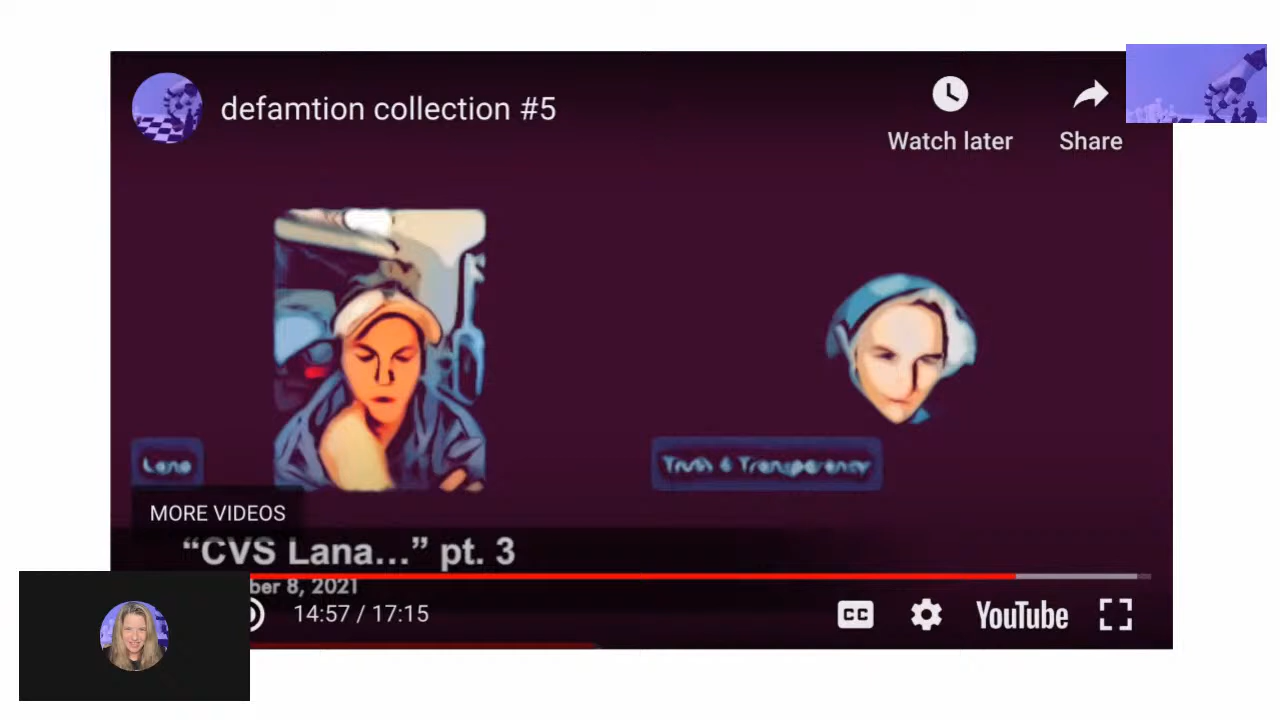 defamtion collection #5
Watch later
Share
Lana
Truth & Transparency
MORE VIDEOS
“CVS Lana...” pt. 3
ber 8, 2021
14:57 / 17:15
CC
YouTube